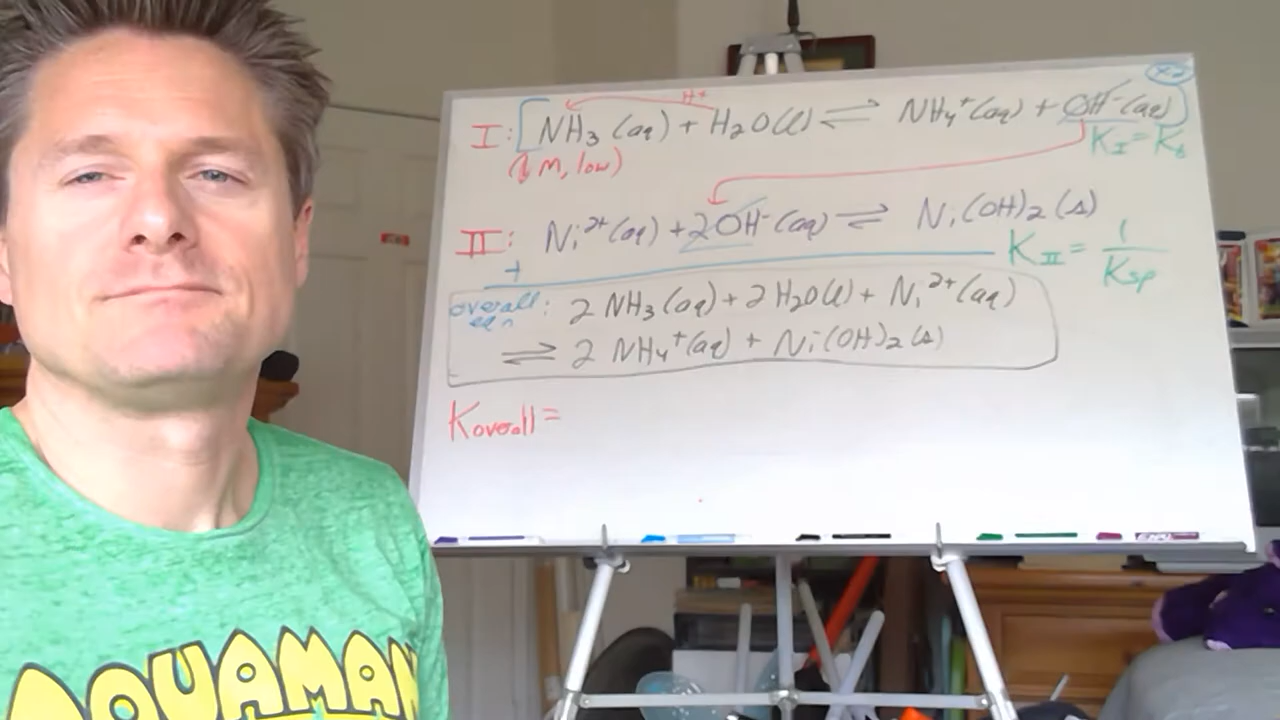 x2
I: [NH3 (aq) + H2O(l) ⇌ NH4+(aq) + OH-(aq)]
H+
(1 M, low)
KI = Kb
II: Ni2+(aq) + 2OH-(aq) ⇌ Ni(OH)2(s)
KII = 1/Ksp
+
overall eqn: 2 NH3(aq) + 2 H2O(l) + Ni2+(aq)
⇌ 2 NH4+(aq) + Ni(OH)2(s)
Koverall =
AQUAMAN